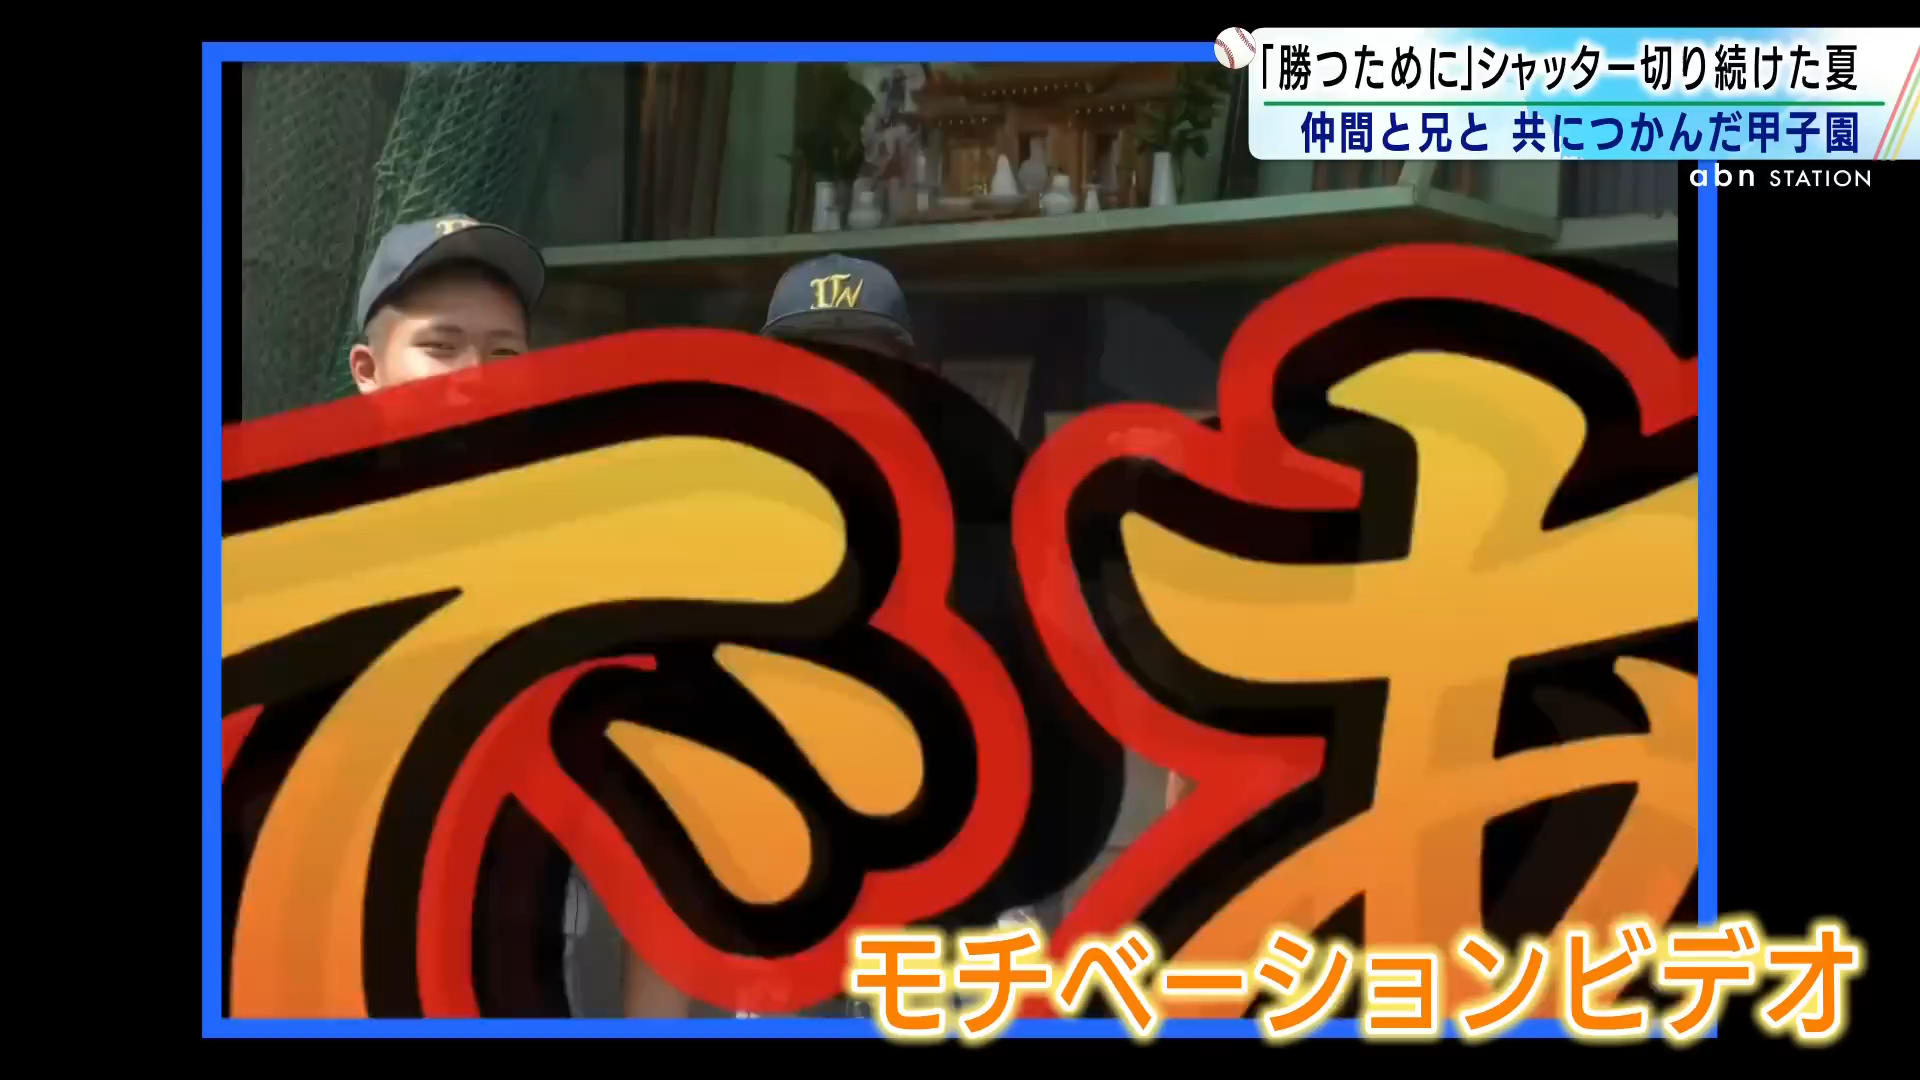 「勝つために」シャッター切り続けた夏
仲間と兄と 共につかんだ甲子園
abn STATION
モチベーションビデオ